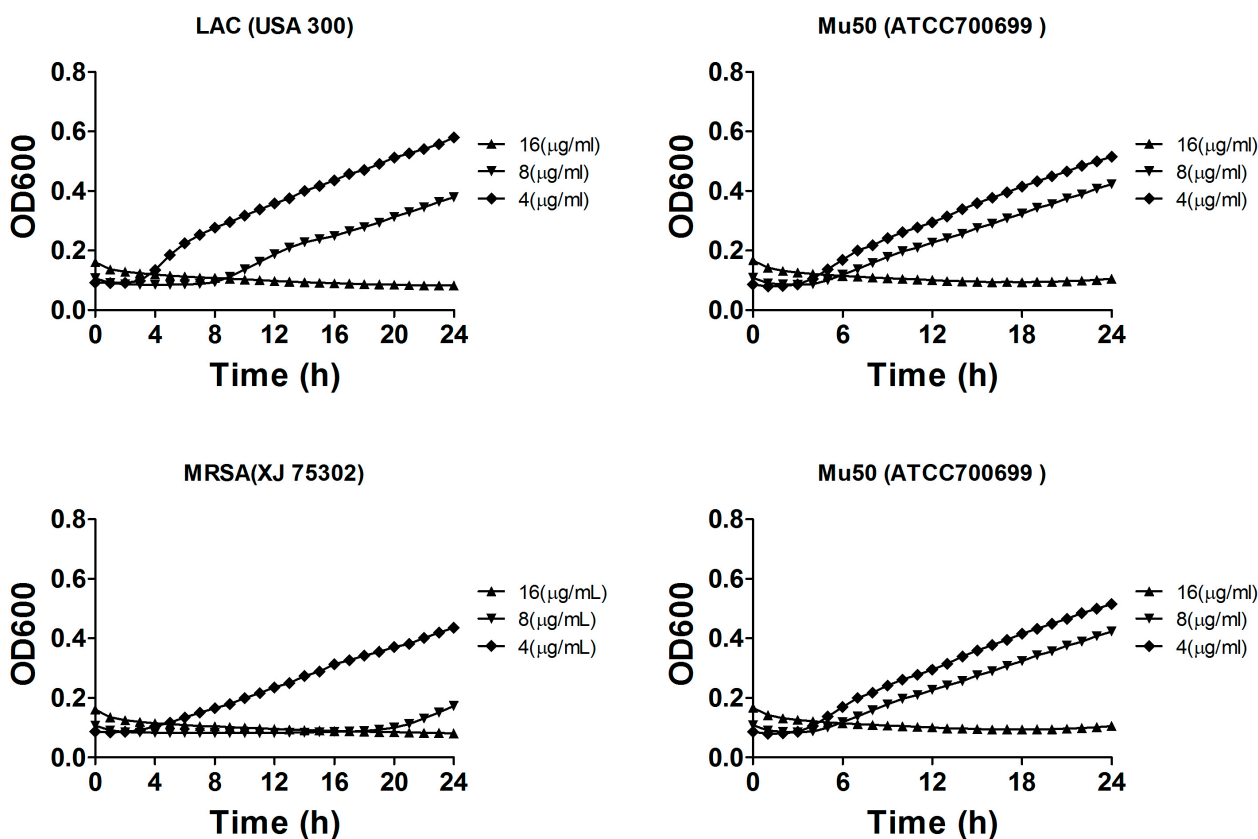 LAC (USA 300)
0.8
0.6
0.4
0.2
0.0
OD600
0 4 8 12 16 20 24
Time (h)
16(μg/ml)
8(μg/ml)
4(μg/ml)
Mu50 (ATCC700699 )
0.8
0.6
0.4
0.2
0.0
OD600
0 6 12 18 24
Time (h)
16(μg/ml)
8(μg/ml)
4(μg/ml)
MRSA(XJ 75302)
0.8
0.6
0.4
0.2
0.0
OD600
0 4 8 12 16 20 24
Time (h)
16(μg/mL)
8(μg/mL)
4(μg/mL)
Mu50 (ATCC700699 )
0.8
0.6
0.4
0.2
0.0
OD600
0 6 12 18 24
Time (h)
16(μg/ml)
8(μg/ml)
4(μg/ml)